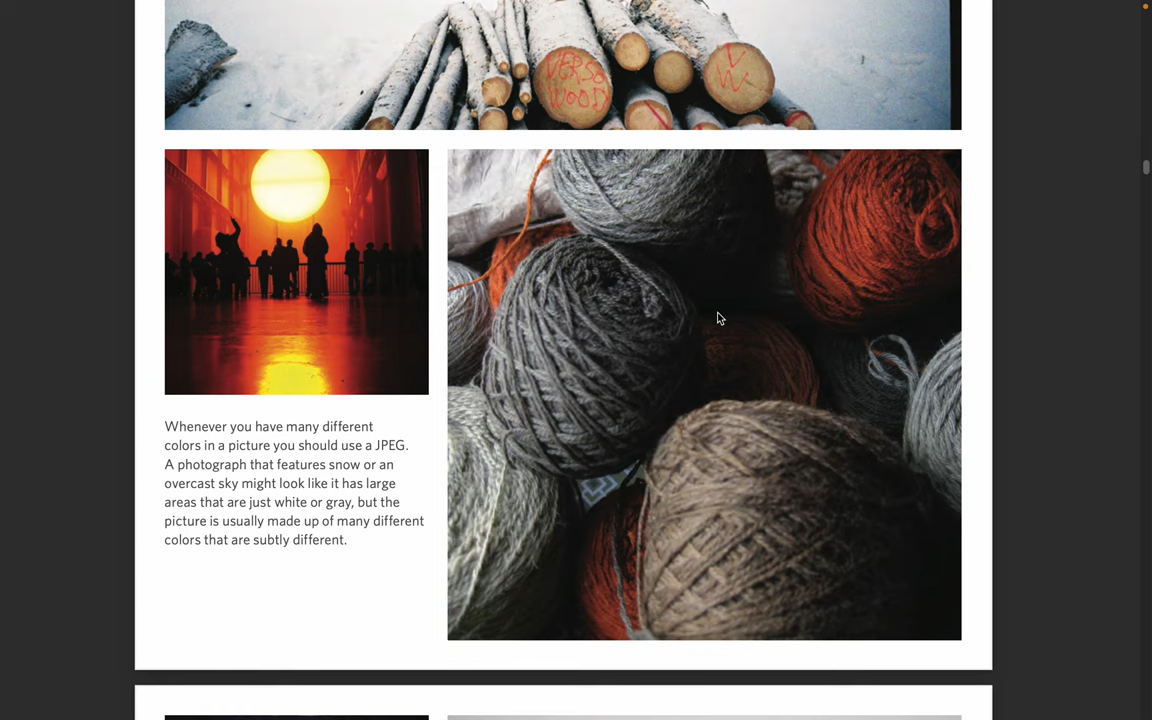 VERSO
WOOD
V
W
Whenever you have many different
colors in a picture you should use a JPEG.
A photograph that features snow or an
overcast sky might look like it has large
areas that are just white or gray, but the
picture is usually made up of many different
colors that are subtly different.